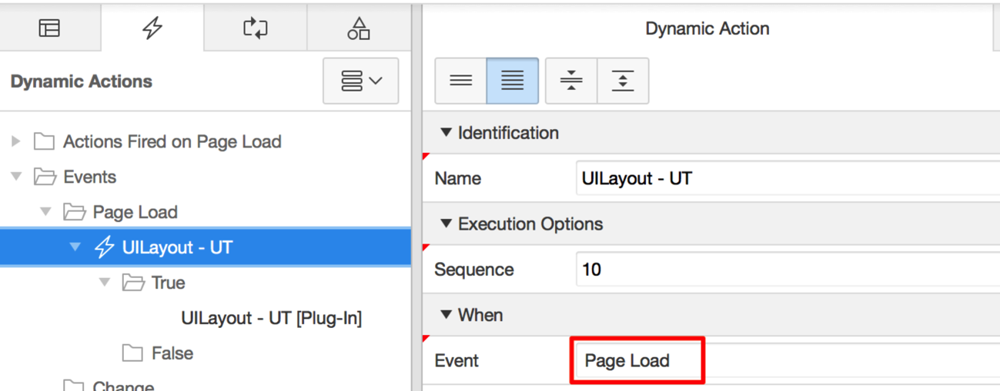 Dynamic Actions
Actions Fired on Page Load
Events
Page Load
UILayout - UT
True
UILayout - UT [Plug-In]
False
Change
Dynamic Action
Identification
Name UILayout - UT
Execution Options
Sequence 10
When
Event Page Load